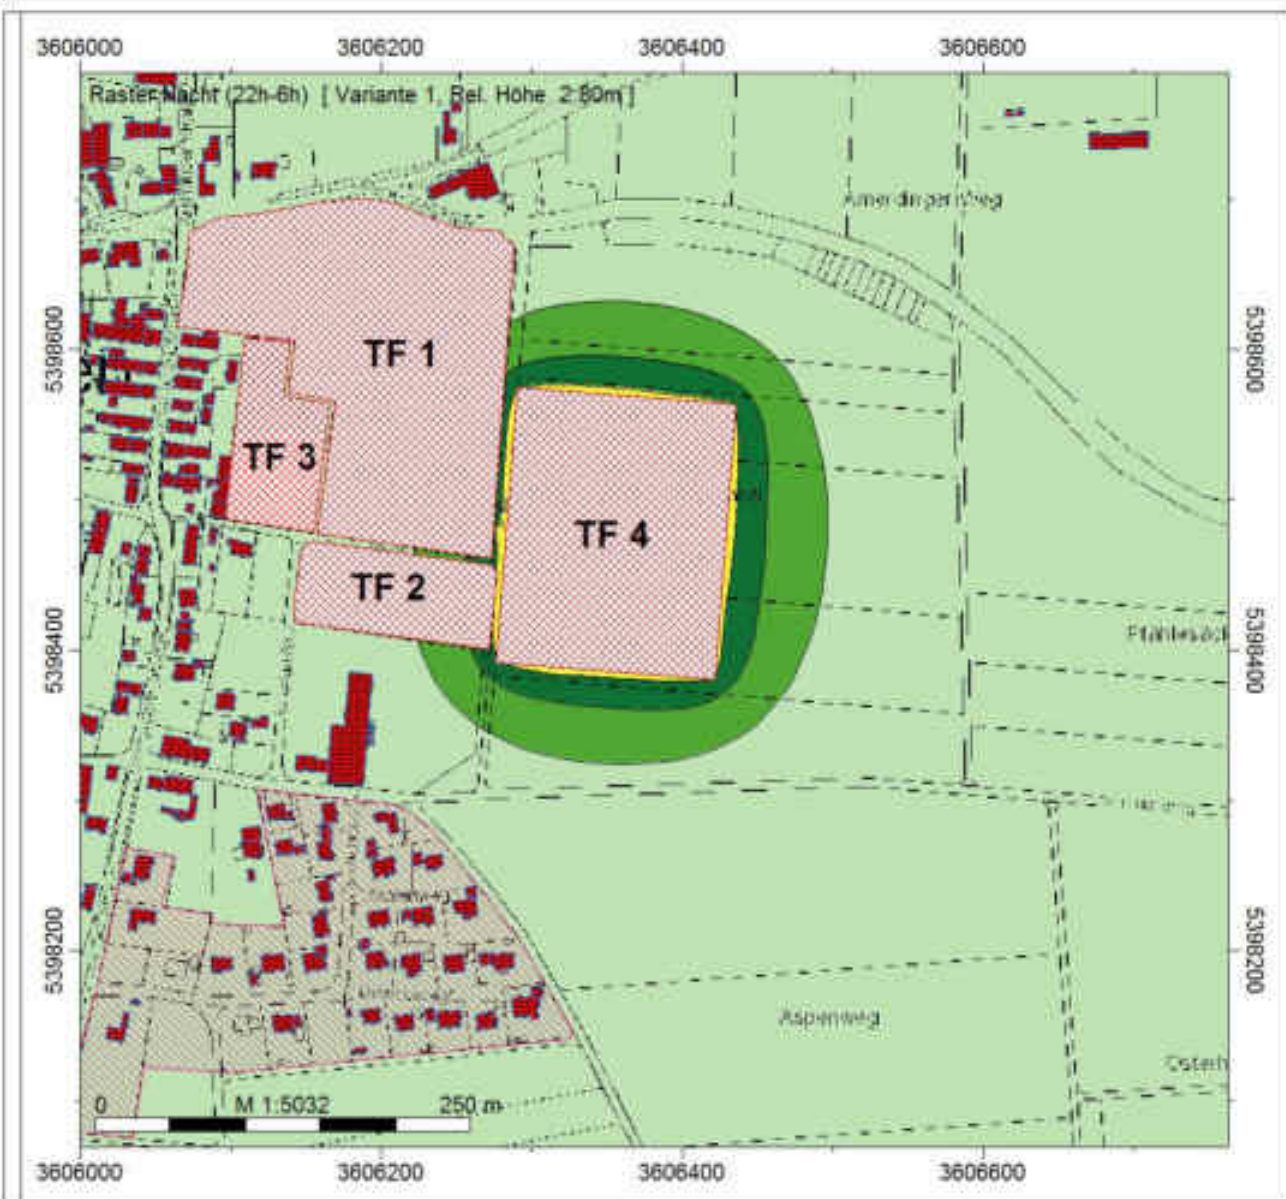 3606000 3606200 3606400 3606600
Raster Nacht (22h-6h) [ Variante 1, Rel. Höhe 2.80m ]
Amerdinger Weg
5398600 5398600
TF 1
TF 3
TF 4
TF 2
5398400 5398400
5398200 5398200
Aspenweg
Osterh
0 M 1:5032 250 m
3606000 3606200 3606400 3606600